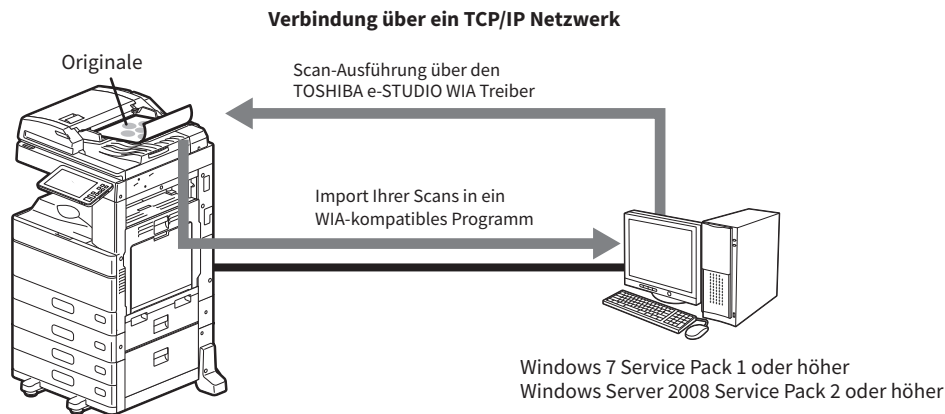 Verbindung über ein TCP/IP Netzwerk
Originale
Scan-Ausführung über den
TOSHIBA e-STUDIO WIA Treiber
Import Ihrer Scans in ein
WIA-kompatibles Programm
Windows 7 Service Pack 1 oder höher
Windows Server 2008 Service Pack 2 oder höher